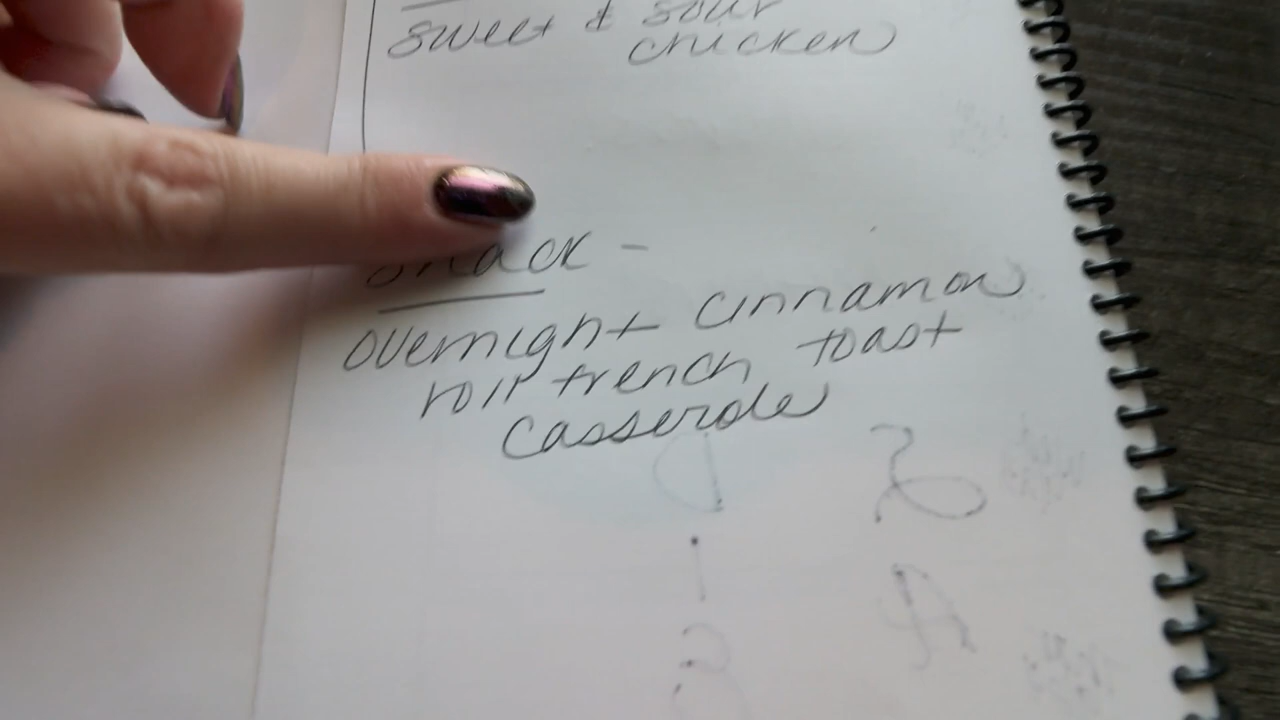 sweet & sour
chicken
Snack -
overnight cinnamon
roll french toast
casserole